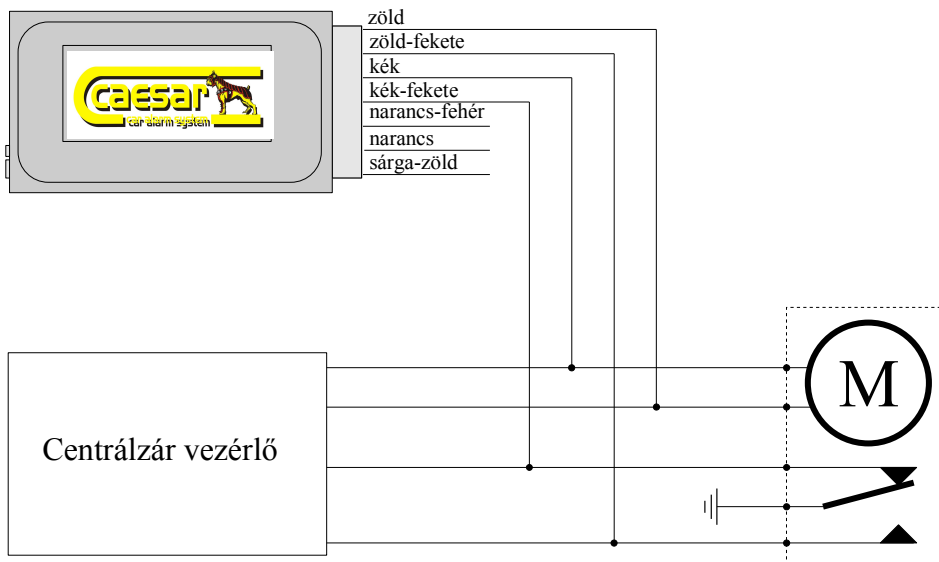 zöld
zöld-fekete
kék
kék-fekete
narancs-fehér
narancs
sárga-zöld
caesar
car alarm system
Centrálzár vezérlő
M